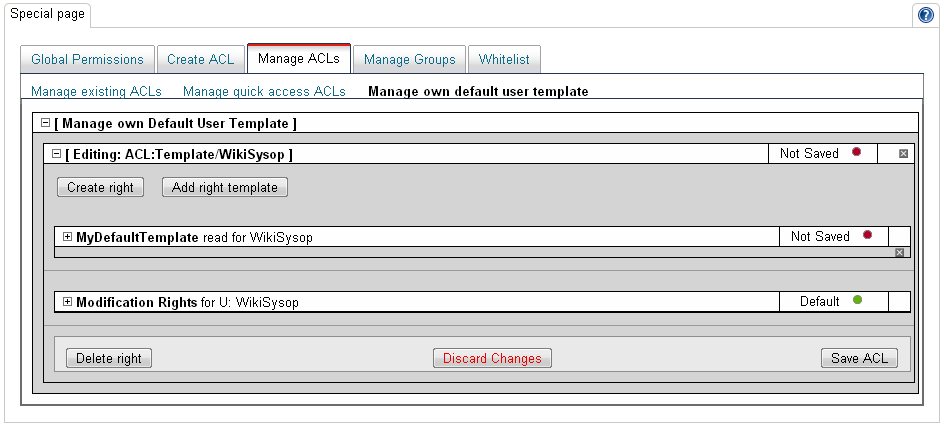 Special page
Global Permissions Create ACL Manage ACLs Manage Groups Whitelist
Manage existing ACLs Manage quick access ACLs Manage own default user template
[ Manage own Default User Template ]
[ Editing: ACL:Template/WikiSysop ] Not Saved
Create right Add right template
MyDefaultTemplate read for WikiSysop Not Saved
Modification Rights for U: WikiSysop Default
Delete right Discard Changes Save ACL